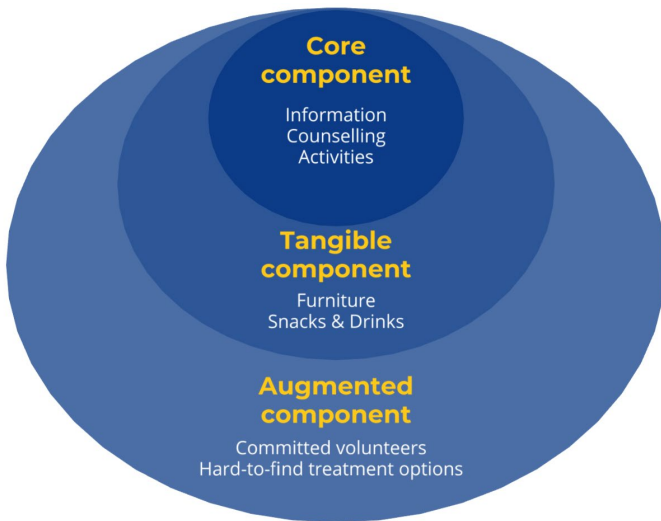 Core
component
Information
Counselling
Activities
Tangible
component
Furniture
Snacks & Drinks
Augmented
component
Committed volunteers
Hard-to-find treatment options